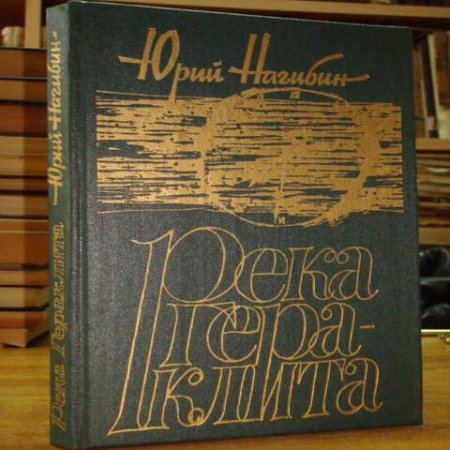 Юрий Нагибин
река
гера-
клита
Юрий Нагибин
Река Гераклита